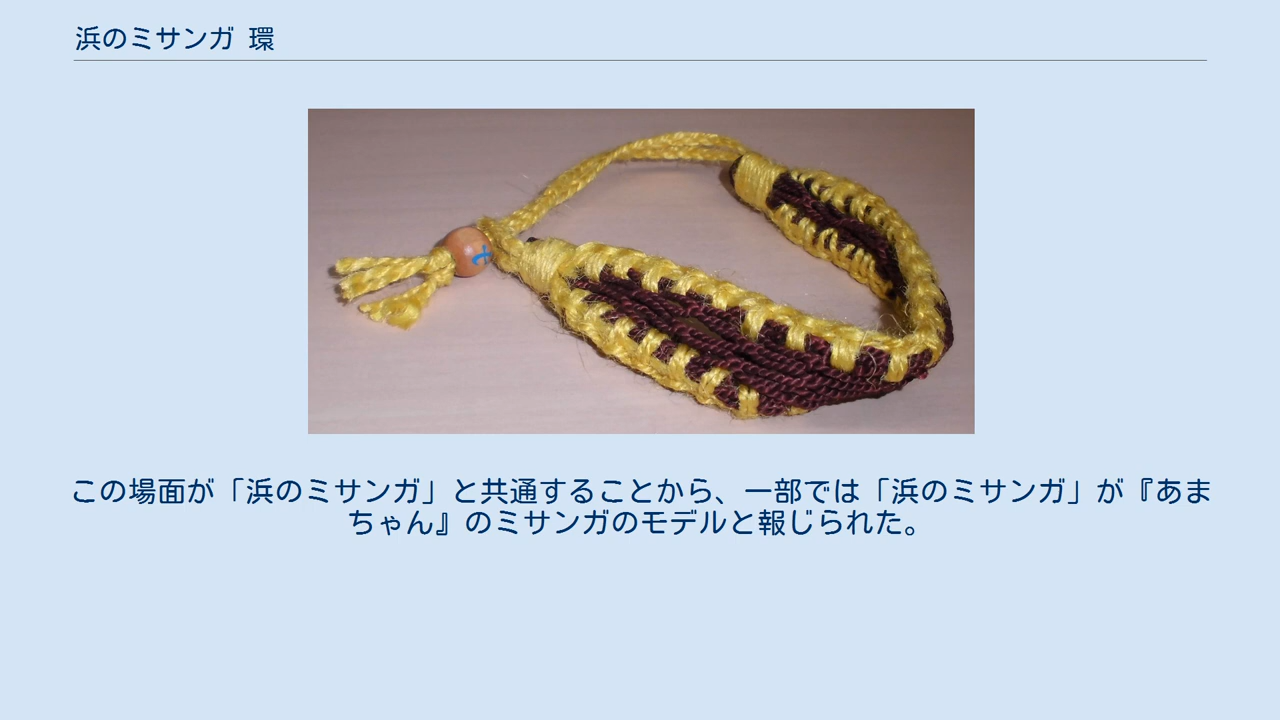 浜のミサンガ 環
この場面が「浜のミサンガ」と共通することから、一部では「浜のミサンガ」が『あま
ちゃん』のミサンガのモデルと報じられた。